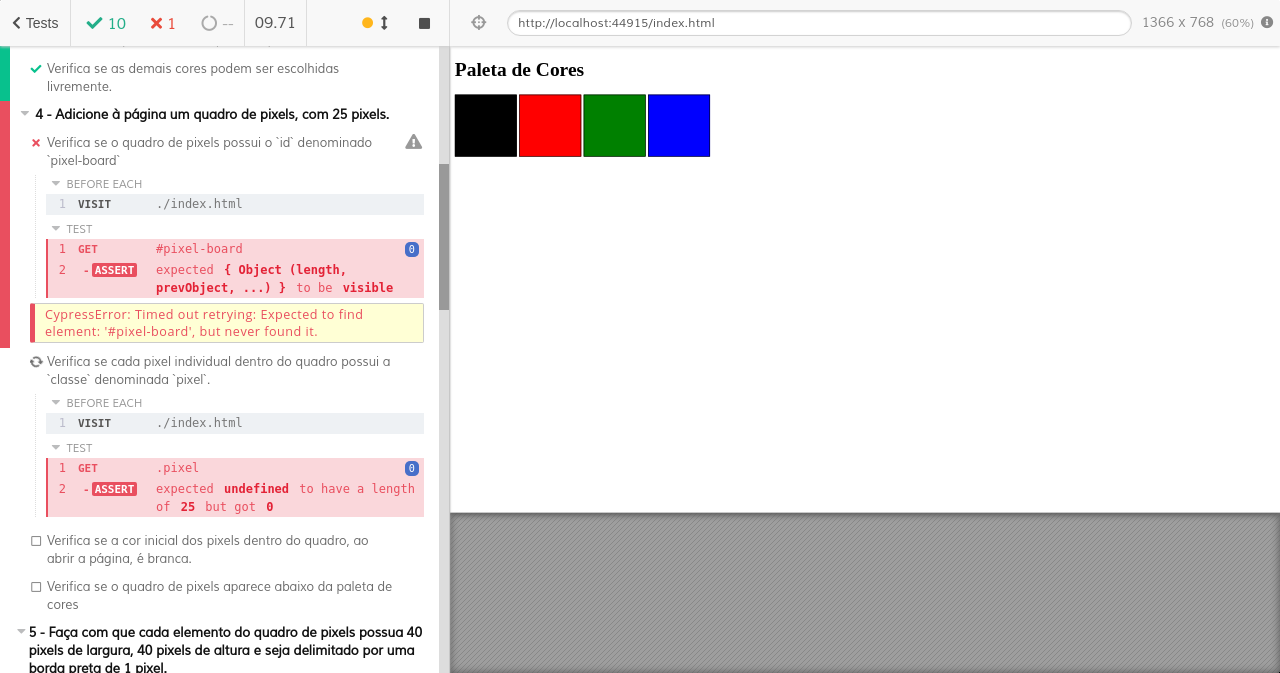 Tests
10
1
--
09.71
http://localhost:44915/index.html
1366 x 768 (60%)
Verifica se as demais cores podem ser escolhidas
livremente.
4 - Adicione à página um quadro de pixels, com 25 pixels.
Verifica se o quadro de pixels possui o `id` denominado
`pixel-board`
BEFORE EACH
1 VISIT ./index.html
TEST
1 GET #pixel-board 0
2 - ASSERT expected { Object (length,
prevObject, ...) } to be visible
CypressError: Timed out retrying: Expected to find
element: '#pixel-board', but never found it.
Verifica se cada pixel individual dentro do quadro possui a
`classe` denominada `pixel`.
BEFORE EACH
1 VISIT ./index.html
TEST
1 GET .pixel 0
2 - ASSERT expected undefined to have a length
of 25 but got 0
Verifica se a cor inicial dos pixels dentro do quadro, ao
abrir a página, é branca.
Verifica se o quadro de pixels aparece abaixo da paleta de
cores
5 - Faça com que cada elemento do quadro de pixels possua 40
pixels de largura, 40 pixels de altura e seja delimitado por uma
borda preta de 1 pixel.
Paleta de Cores